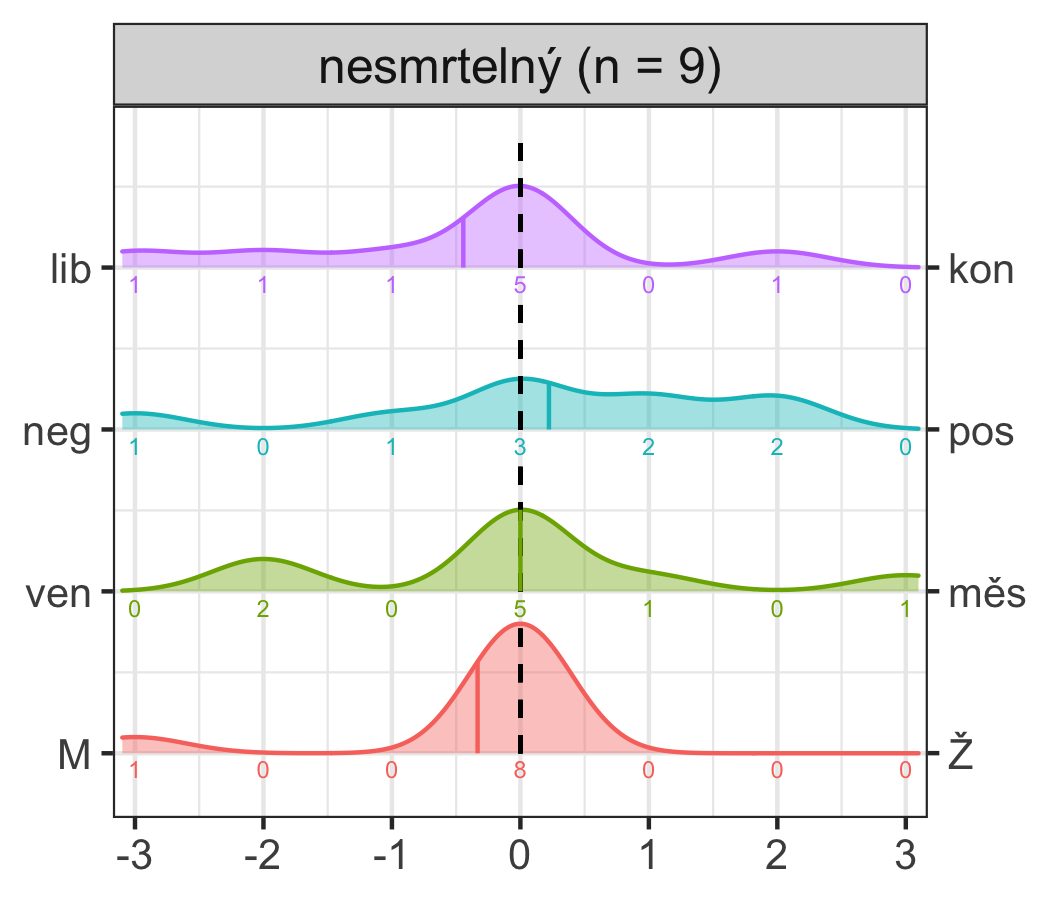 nesmrtelný (n = 9)
lib kon
1 1 1 5 0 1 0
neg pos
1 0 1 3 2 2 0
ven měs
0 2 0 5 1 0 1
M Ž
1 0 0 8 0 0 0
-3 -2 -1 0 1 2 3